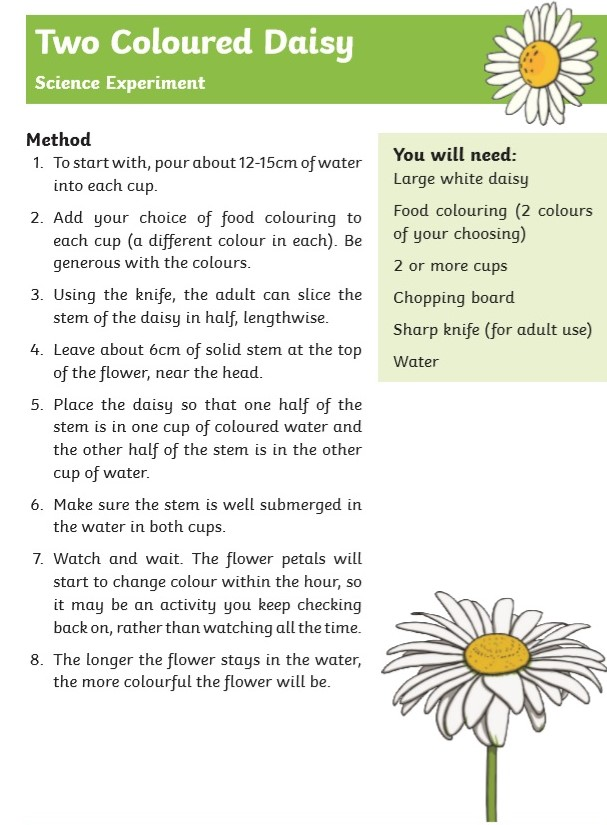 Two Coloured Daisy
Science Experiment
Method
1. To start with, pour about 12-15cm of water
into each cup.
2. Add your choice of food colouring to
each cup (a different colour in each). Be
generous with the colours.
3. Using the knife, the adult can slice the
stem of the daisy in half, lengthwise.
4. Leave about 6cm of solid stem at the top
of the flower, near the head.
5. Place the daisy so that one half of the
stem is in one cup of coloured water and
the other half of the stem is in the other
cup of water.
6. Make sure the stem is well submerged in
the water in both cups.
7. Watch and wait. The flower petals will
start to change colour within the hour, so
it may be an activity you keep checking
back on, rather than watching all the time.
8. The longer the flower stays in the water,
the more colourful the flower will be.
You will need:
Large white daisy
Food colouring (2 colours
of your choosing)
2 or more cups
Chopping board
Sharp knife (for adult use)
Water